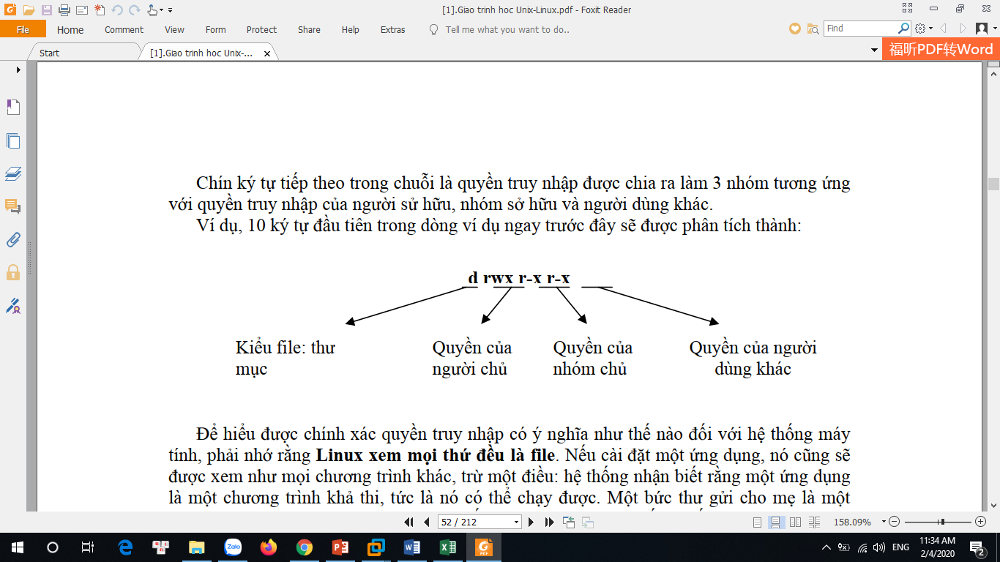 [1].Giao trinh hoc Unix-Linux.pdf - Foxit Reader
File Home Comment View Form Protect Share Help Extras Tell me what you want to do.. Find
Start [1].Giao trinh hoc Unix-... 福昕PDF转Word
Chín ký tự tiếp theo trong chuỗi là quyền truy nhập được chia ra làm 3 nhóm tương ứng
với quyền truy nhập của người sử hữu, nhóm sở hữu và người dùng khác.
Ví dụ, 10 ký tự đầu tiên trong dòng ví dụ ngay trước đây sẽ được phân tích thành:
d rwx r-x r-x
Kiểu file: thư
mục
Quyền của
người chủ
Quyền của
nhóm chủ
Quyền của người
dùng khác
Để hiểu được chính xác quyền truy nhập có ý nghĩa như thế nào đối với hệ thống máy
tính, phải nhớ rằng Linux xem mọi thứ đều là file. Nếu cài đặt một ứng dụng, nó cũng sẽ
được xem như mọi chương trình khác, trừ một điều: hệ thống nhận biết rằng một ứng dụng
là một chương trình khả thi, tức là nó có thể chạy được. Một bức thư gửi cho mẹ là một
52 / 212 158.09%
Zalo PDF ENG 11:34 AM
2/4/2020 2